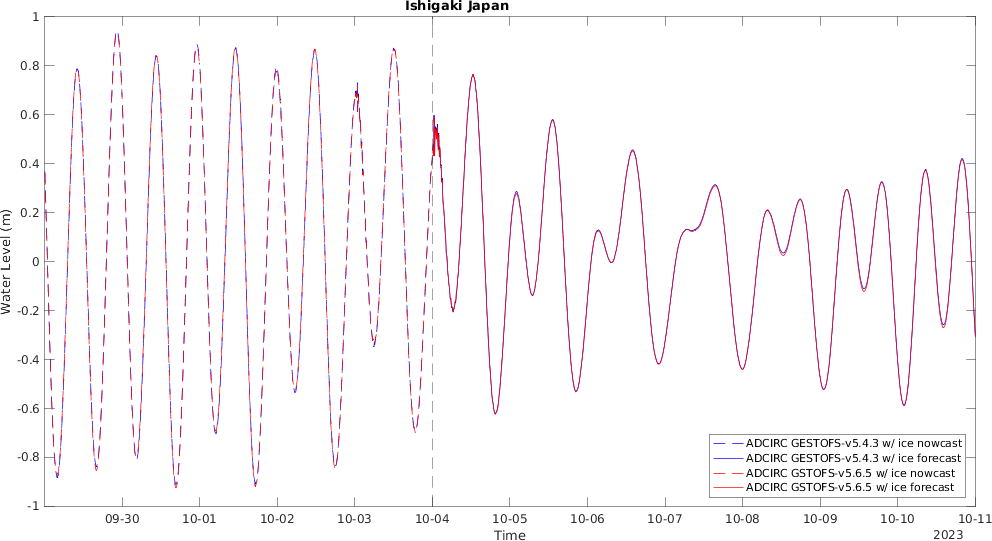 Ishigaki Japan
1
0.8
0.6
0.4
0.2
0
-0.2
-0.4
-0.6
-0.8
-1
Water Level (m)
ADCIRC GESTOFS-v5.4.3 w/ ice nowcast
ADCIRC GESTOFS-v5.4.3 w/ ice forecast
ADCIRC GSTOFS-v5.6.5 w/ ice nowcast
ADCIRC GSTOFS-v5.6.5 w/ ice forecast
09-30 10-01 10-02 10-03 10-04 10-05 10-06 10-07 10-08 10-09 10-10 10-11
Time
2023